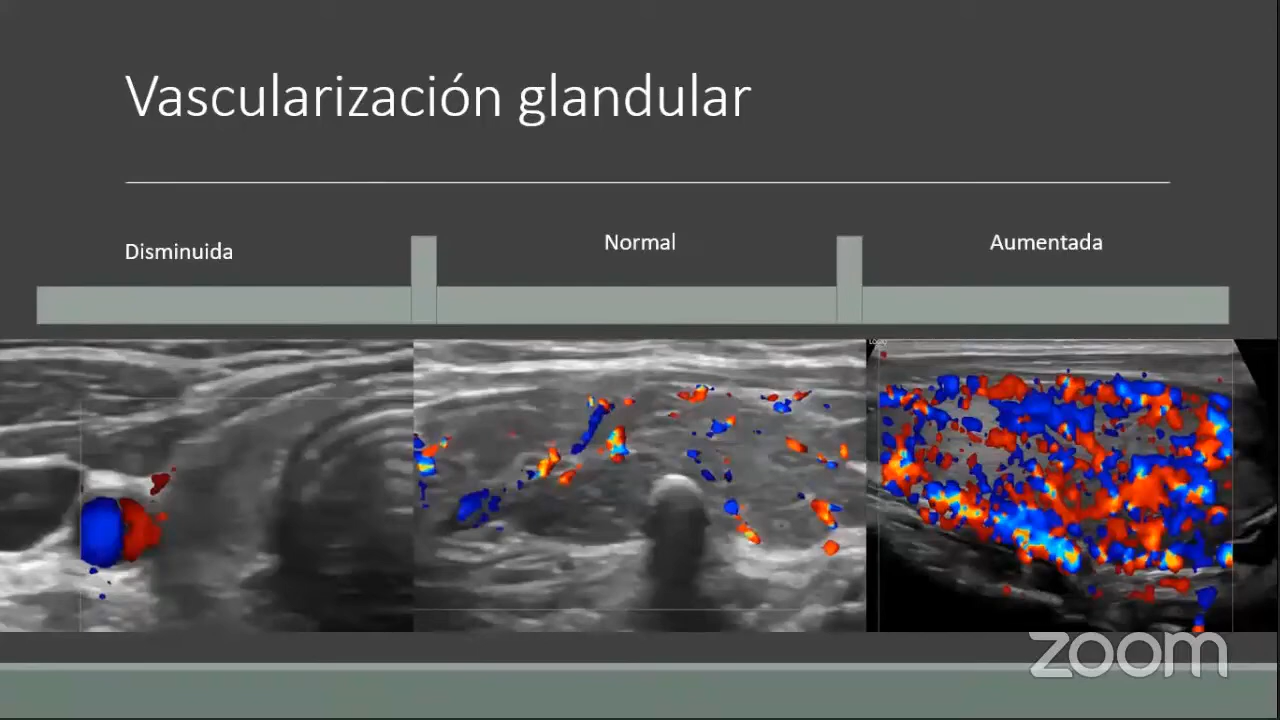 Vascularización glandular
Disminuida
Normal
Aumentada
zoom